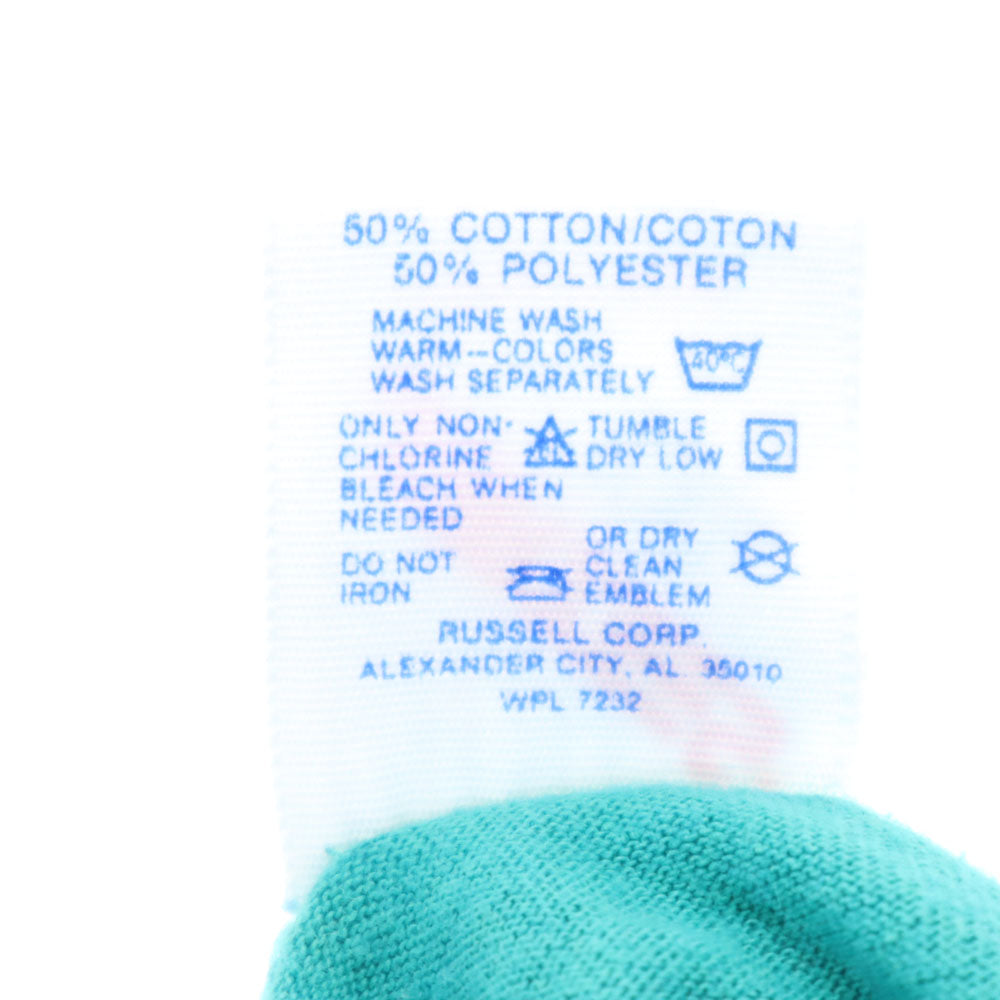 50% COTTON/COTON
50% POLYESTER
MACHINE WASH
WARM--COLORS
WASH SEPARATELY
40°C
ONLY NON-
CHLORINE
BLEACH WHEN
NEEDED
TUMBLE
DRY LOW
DO NOT
IRON
OR DRY
CLEAN
EMBLEM
RUSSELL CORP.
ALEXANDER CITY, AL 35010
WPL 7232